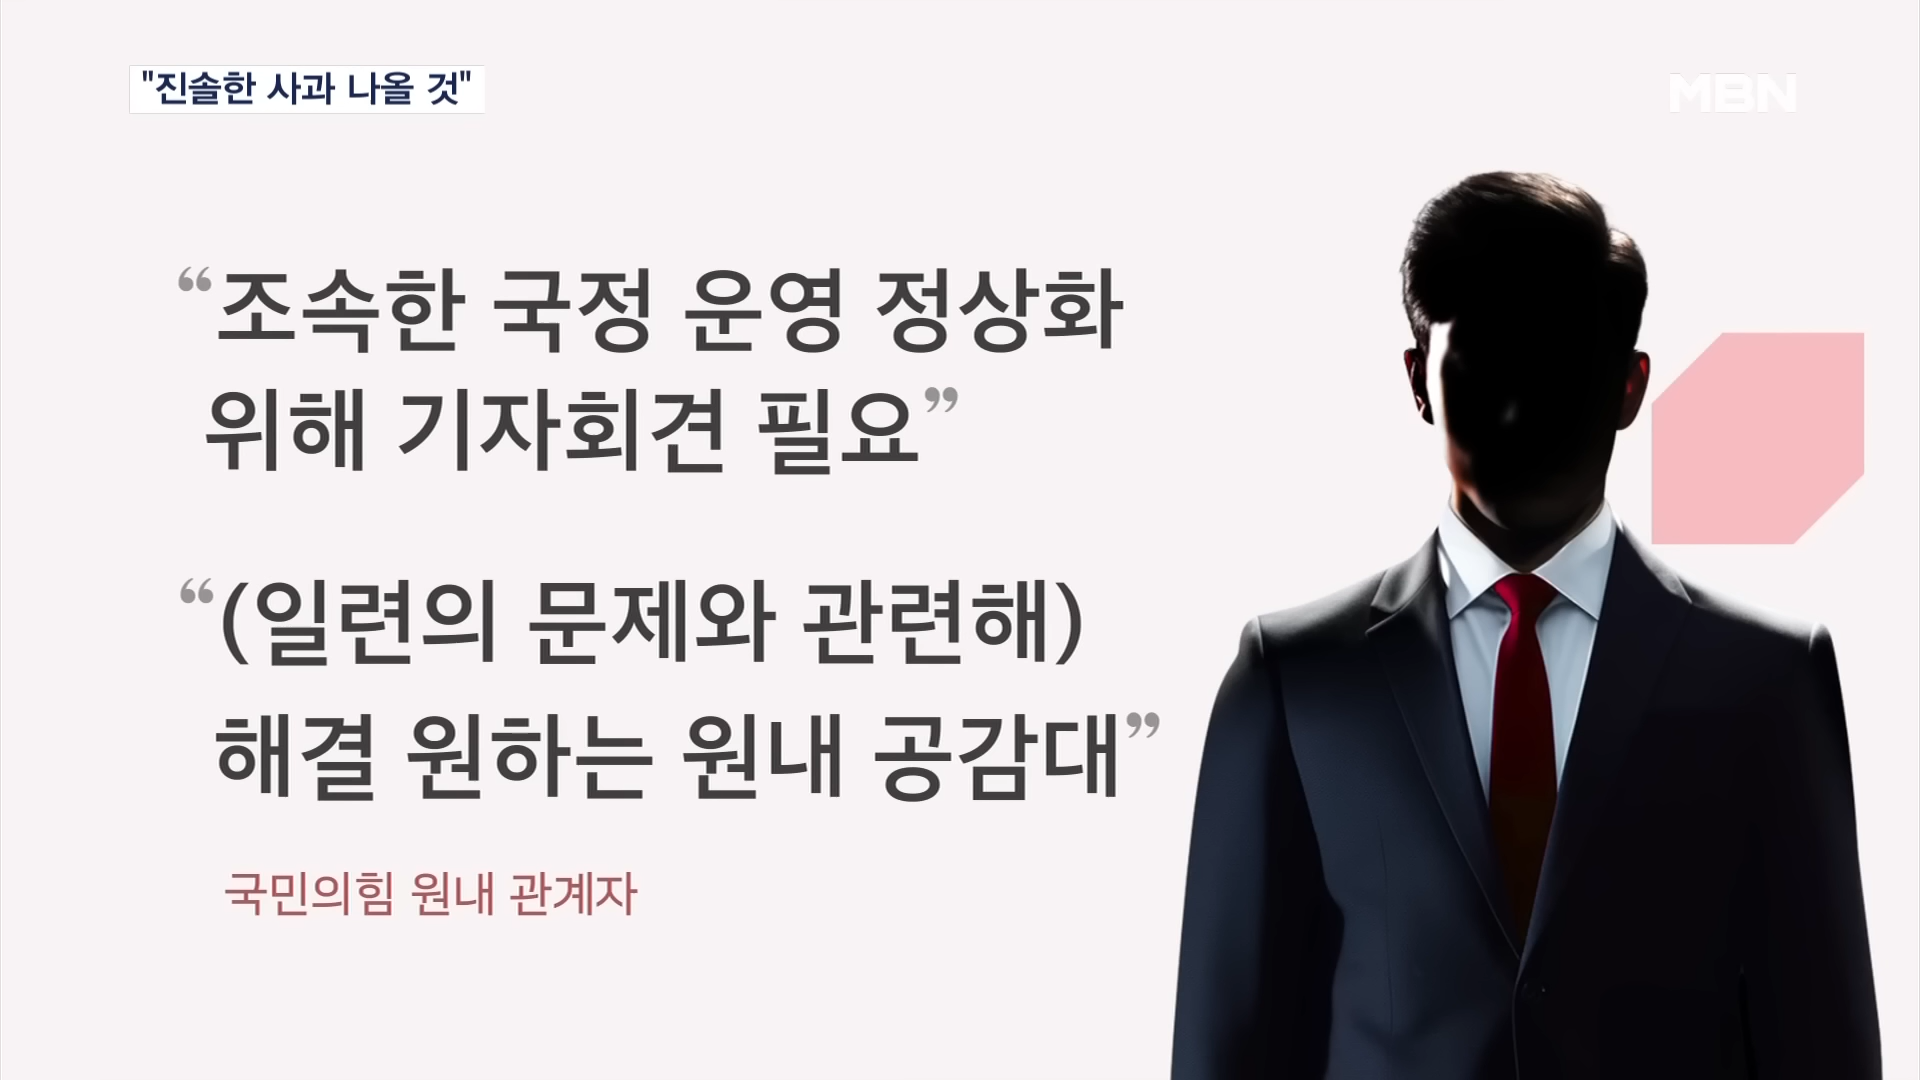 "진솔한 사과 나올 것"
MBN
“조속한 국정 운영 정상화
위해 기자회견 필요”
“(일련의 문제와 관련해)
해결 원하는 원내 공감대”
국민의힘 원내 관계자